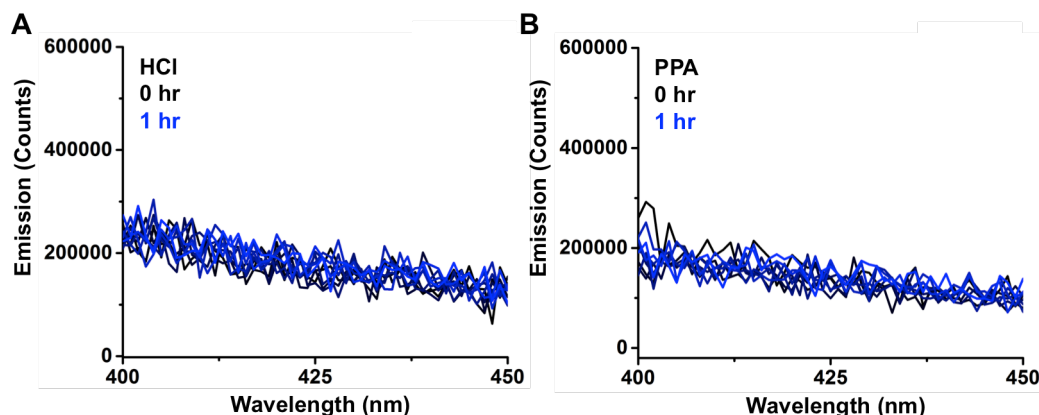 A
600000
400000
200000
0
Emission (Counts)
HCl
0 hr
1 hr
400
425
450
Wavelength (nm)
B
600000
400000
200000
0
Emission (Counts)
PPA
0 hr
1 hr
400
425
450
Wavelength (nm)